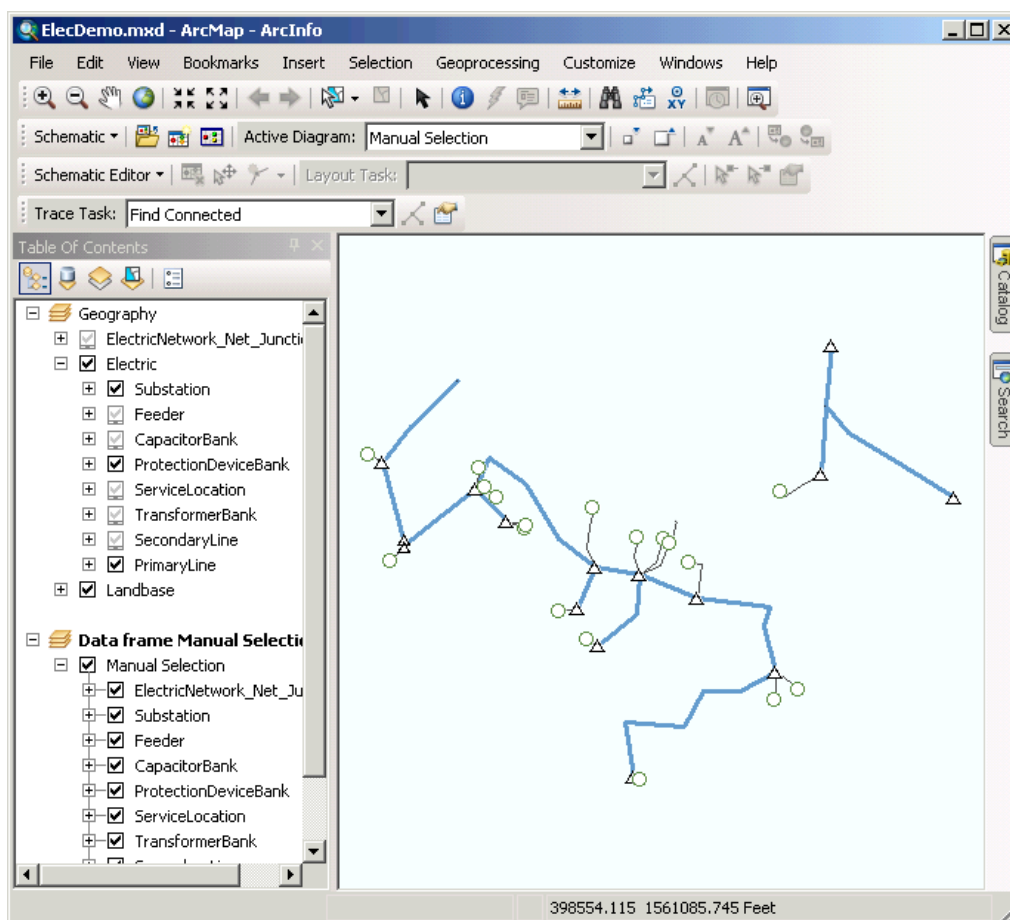 ElecDemo.mxd - ArcMap - ArcInfo
File Edit View Bookmarks Insert Selection Geoprocessing Customize Windows Help
XY
Schematic Active Diagram: Manual Selection A A
Schematic Editor Layout Task:
Trace Task: Find Connected
Table Of Contents
Catalog
Search
Geography
ElectricNetwork_Net_Juncti
Electric
Substation
Feeder
CapacitorBank
ProtectionDeviceBank
ServiceLocation
TransformerBank
SecondaryLine
PrimaryLine
Landbase
Data frame Manual Selectio
Manual Selection
ElectricNetwork_Net_Ju
Substation
Feeder
CapacitorBank
ProtectionDeviceBank
ServiceLocation
TransformerBank
398554.115 1561085.745 Feet